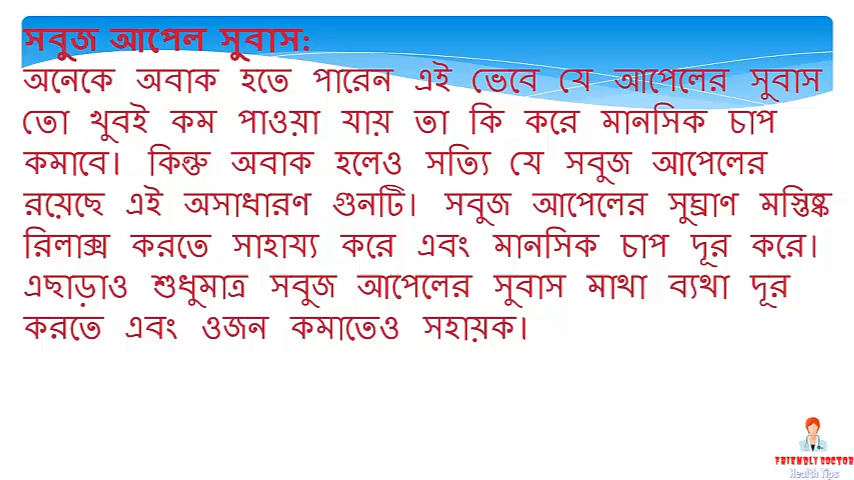 সবুজ আপেল সুবাস:
অনেকে অবাক হতে পারেন এই ভেবে যে আপেলের সুবাস
তো খুবই কম পাওয়া যায় তা কি করে মানসিক চাপ
কমাবে। কিন্তু অবাক হলেও সত্যি যে সবুজ আপেলের
রয়েছে এই অসাধারণ গুনটি। সবুজ আপেলের সুঘ্রাণ মস্তিষ্ক
রিলাক্স করতে সাহায্য করে এবং মানসিক চাপ দূর করে।
এছাড়াও শুধুমাত্র সবুজ আপেলের সুবাস মাথা ব্যথা দূর
করতে এবং ওজন কমাতেও সহায়ক।
FRIENDLY DOCTOR
Health Tips